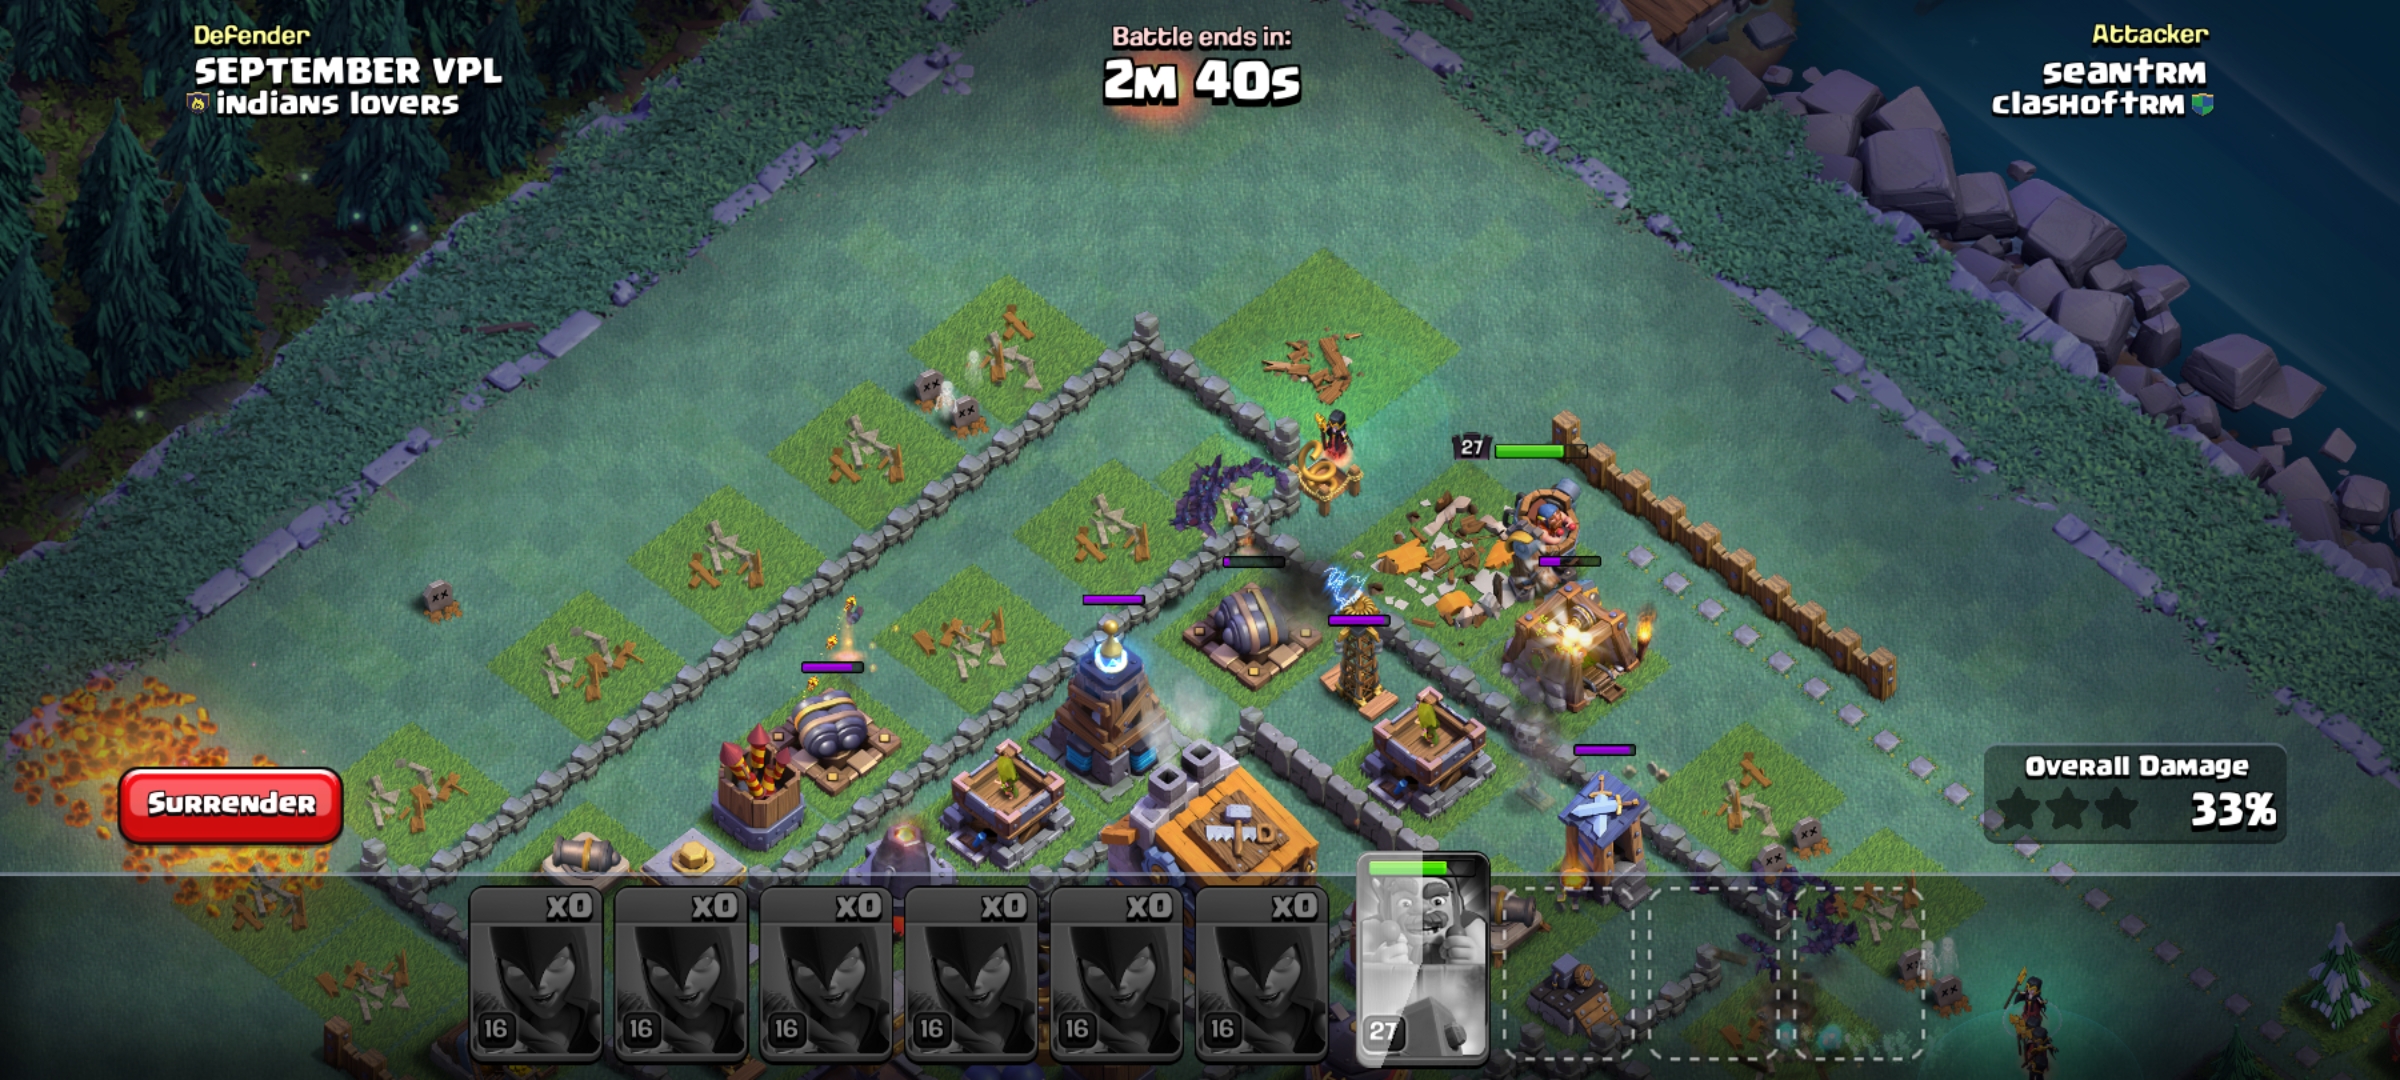 Defender
SEPTEMBER VPL
indians lovers
Battle ends in:
2M 40s
Attacker
seantRM
clashoftRM
27
Overall Damage
33%
Surrender
x0
x0
x0
x0
x0
x0
16
16
16
16
16
16
27